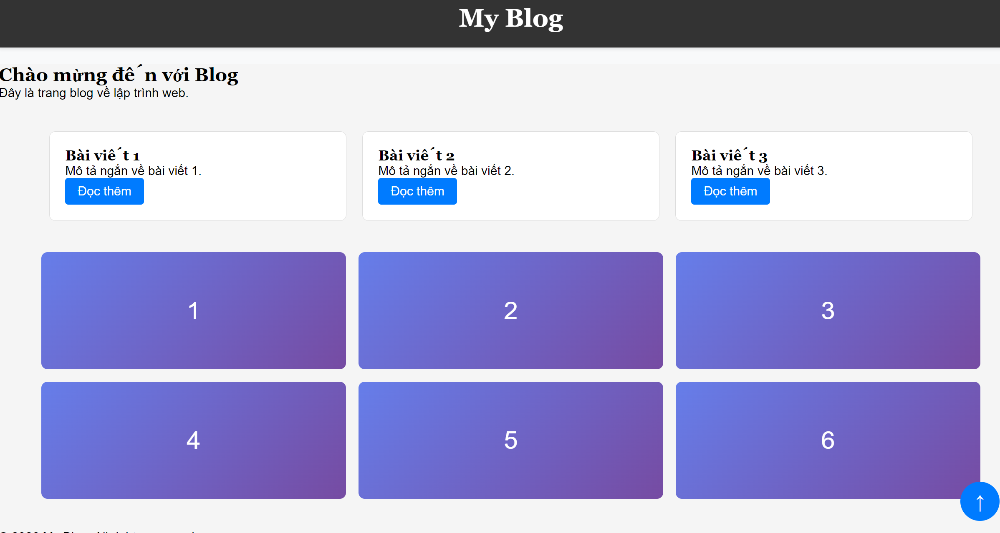 My Blog
Chào mừng đến với Blog
Đây là trang blog về lập trình web.
Bài viết 1
Mô tả ngắn về bài viết 1.
Đọc thêm
Bài viết 2
Mô tả ngắn về bài viết 2.
Đọc thêm
Bài viết 3
Mô tả ngắn về bài viết 3.
Đọc thêm
1
2
3
4
5
6
↑